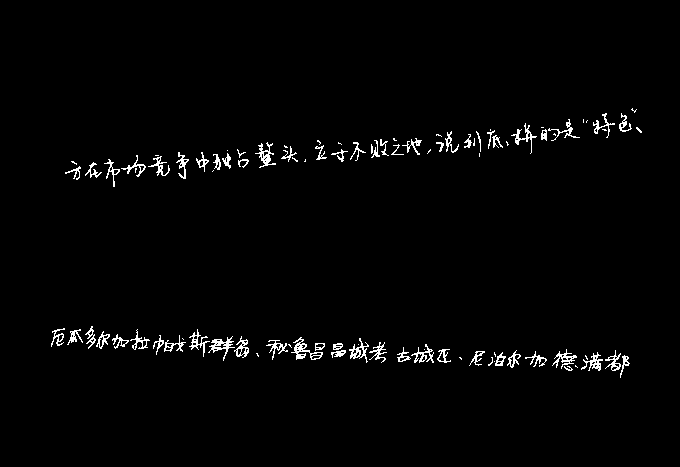 方在市场竞争中独占鳌头,立于不败之地,说到底,拼的是“特色”、
厄瓜多尔加拉帕戈斯群岛、秘鲁昌昌城考古城区、尼泊尔加德满都